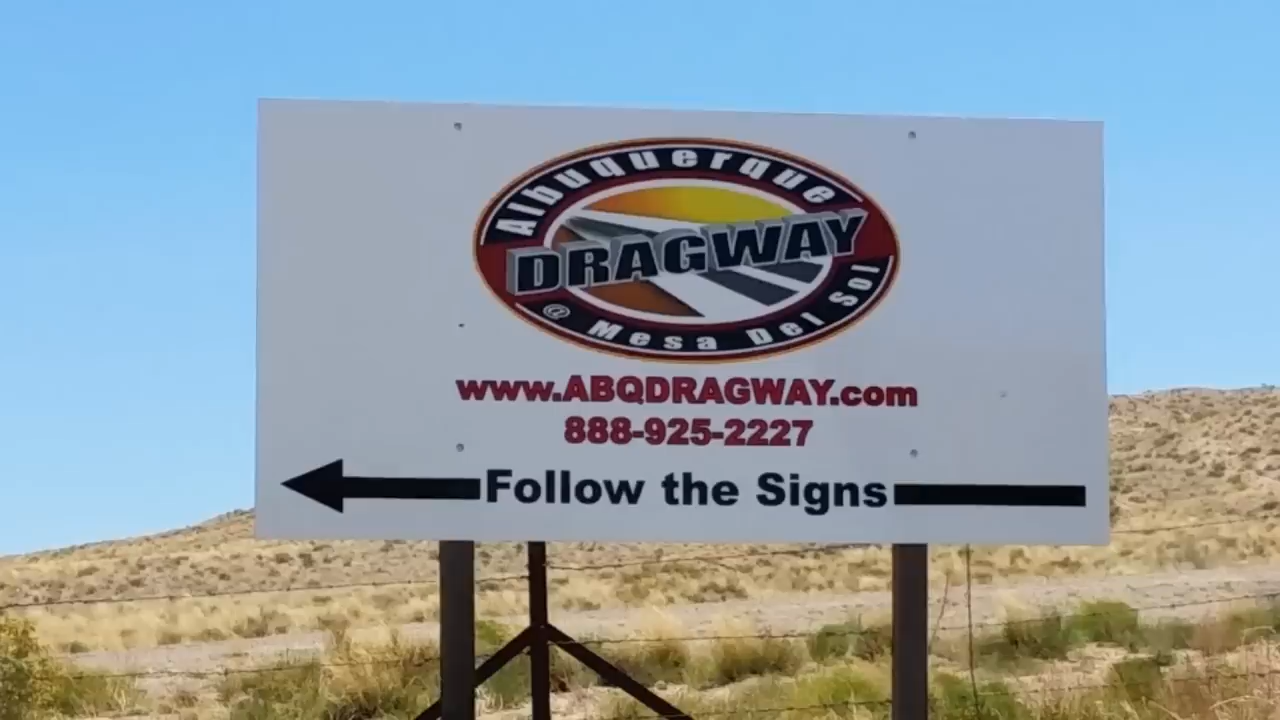 Albuquerque
DRAGWAY
@ Mesa Del Sol
www.ABQDRAGWAY.com
888-925-2227
Follow the Signs